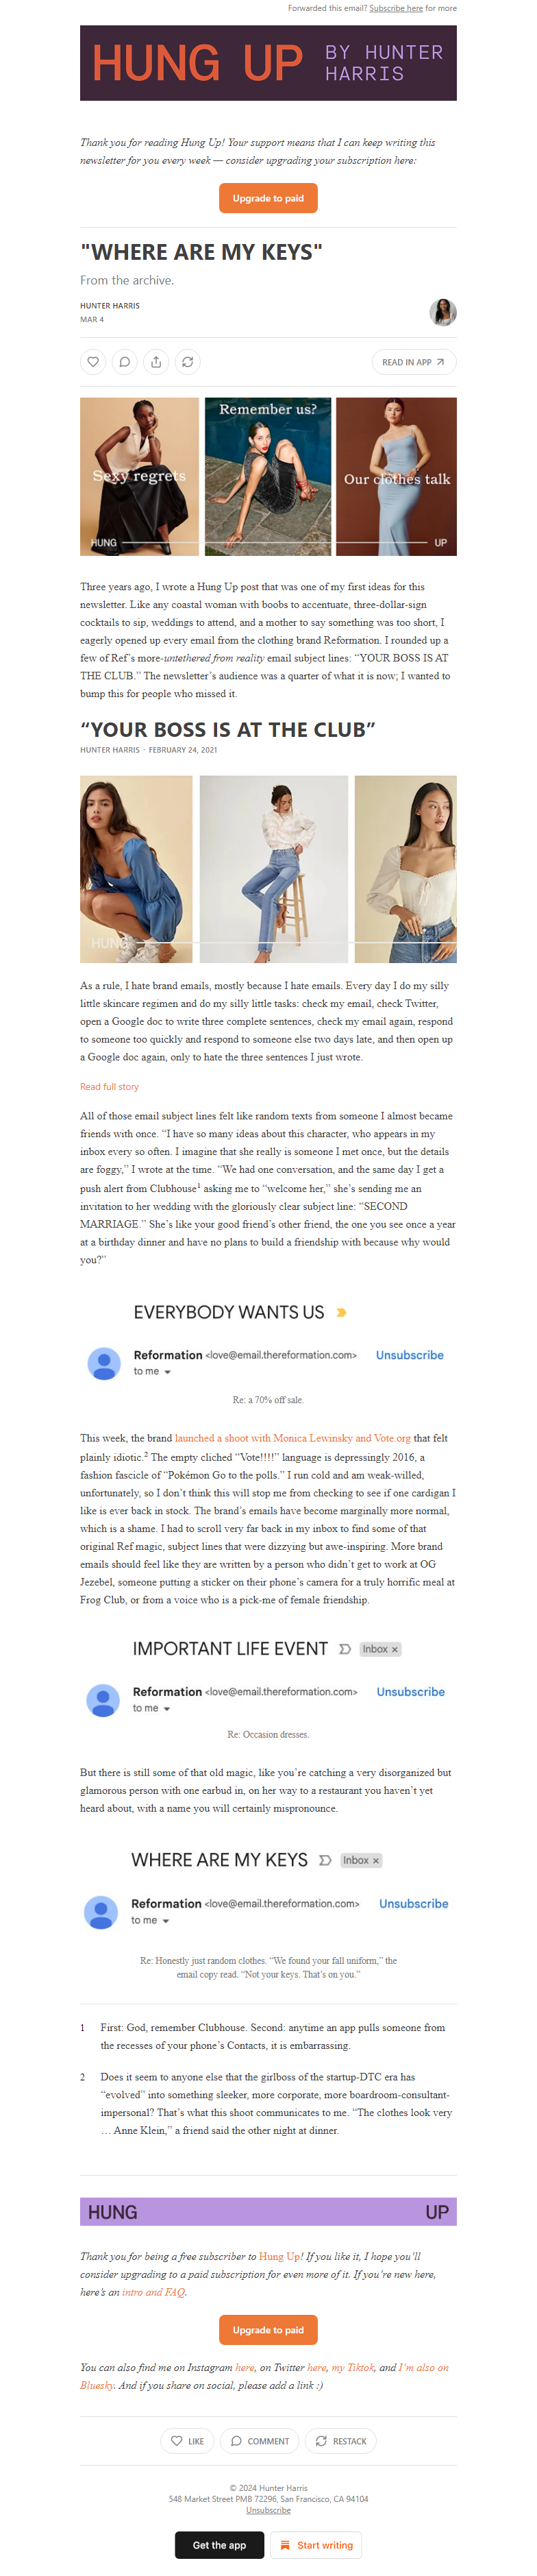 Forwarded this email? Subscribe here for more
HUNG UP BY HUNTER
HARRIS
Thank you for reading Hung Up! Your support means that I can keep writing this
newsletter for you every week — consider upgrading your subscription here:
Upgrade to paid
"WHERE ARE MY KEYS"
From the archive.
HUNTER HARRIS
MAR 4
READ IN APP
Remember us?
Sexy regrets
Our clothes talk
HUNG UP
Three years ago, I wrote a Hung Up post that was one of my first ideas for this
newsletter. Like any coastal woman with boobs to accentuate, three-dollar-sign
cocktails to sip, weddings to attend, and a mother to say something was too short, I
eagerly opened up every email from the clothing brand Reformation. I rounded up a
few of Ref’s more-untethered from reality email subject lines: “YOUR BOSS IS AT
THE CLUB.” The newsletter’s audience was a quarter of what it is now; I wanted to
bump this for people who missed it.
“YOUR BOSS IS AT THE CLUB”
HUNTER HARRIS · FEBRUARY 24, 2021
HUNG
As a rule, I hate brand emails, mostly because I hate emails. Every day I do my silly
little skincare regimen and do my silly little tasks: check my email, check Twitter,
open a Google doc to write three complete sentences, check my email again, respond
to someone too quickly and respond to someone else two days late, and then open up
a Google doc again, only to hate the three sentences I just wrote.
Read full story
All of those email subject lines felt like random texts from someone I almost became
friends with once. “I have so many ideas about this character, who appears in my
inbox every so often. I imagine that she really is someone I met once, but the details
are foggy,” I wrote at the time. “We had one conversation, and the same day I get a
push alert from Clubhouse1 asking me to “welcome her,” she’s sending me an
invitation to her wedding with the gloriously clear subject line: “SECOND
MARRIAGE.” She’s like your good friend’s other friend, the one you see once a year
at a birthday dinner and have no plans to build a friendship with because why would
you?”
EVERYBODY WANTS US
Reformation <love@email.thereformation.com> Unsubscribe
to me
Re: a 70% off sale.
This week, the brand launched a shoot with Monica Lewinsky and Vote.org that felt
plainly idiotic.2 The empty cliched “Vote!!!!” language is depressingly 2016, a
fashion fascicle of “Pokémon Go to the polls.” I run cold and am weak-willed,
unfortunately, so I don’t think this will stop me from checking to see if one cardigan I
like is ever back in stock. The brand’s emails have become marginally more normal,
which is a shame. I had to scroll very far back in my inbox to find some of that
original Ref magic, subject lines that were dizzying but awe-inspiring. More brand
emails should feel like they are written by a person who didn’t get to work at OG
Jezebel, someone putting a sticker on their phone’s camera for a truly horrific meal at
Frog Club, or from a voice who is a pick-me of female friendship.
IMPORTANT LIFE EVENT Inbox x
Reformation <love@email.thereformation.com> Unsubscribe
to me
Re: Occasion dresses.
But there is still some of that old magic, like you’re catching a very disorganized but
glamorous person with one earbud in, on her way to a restaurant you haven’t yet
heard about, with a name you will certainly mispronounce.
WHERE ARE MY KEYS Inbox x
Reformation <love@email.thereformation.com> Unsubscribe
to me
Re: Honestly just random clothes. “We found your fall uniform,” the
email copy read. “Not your keys. That’s on you.”
1 First: God, remember Clubhouse. Second: anytime an app pulls someone from
the recesses of your phone’s Contacts, it is embarrassing.
2 Does it seem to anyone else that the girlboss of the startup-DTC era has
“evolved” into something sleeker, more corporate, more boardroom-consultant-
impersonal? That’s what this shoot communicates to me. “The clothes look very
… Anne Klein,” a friend said the other night at dinner.
HUNG UP
Thank you for being a free subscriber to Hung Up! If you like it, I hope you’ll
consider upgrading to a paid subscription for even more of it. If you’re new here,
here’s an intro and FAQ.
Upgrade to paid
You can also find me on Instagram here, on Twitter here, my Tiktok, and I’m also on
Bluesky. And if you share on social, please add a link :)
LIKE COMMENT RESTACK
© 2024 Hunter Harris
548 Market Street PMB 72296, San Francisco, CA 94104
Unsubscribe
Get the app Start writing